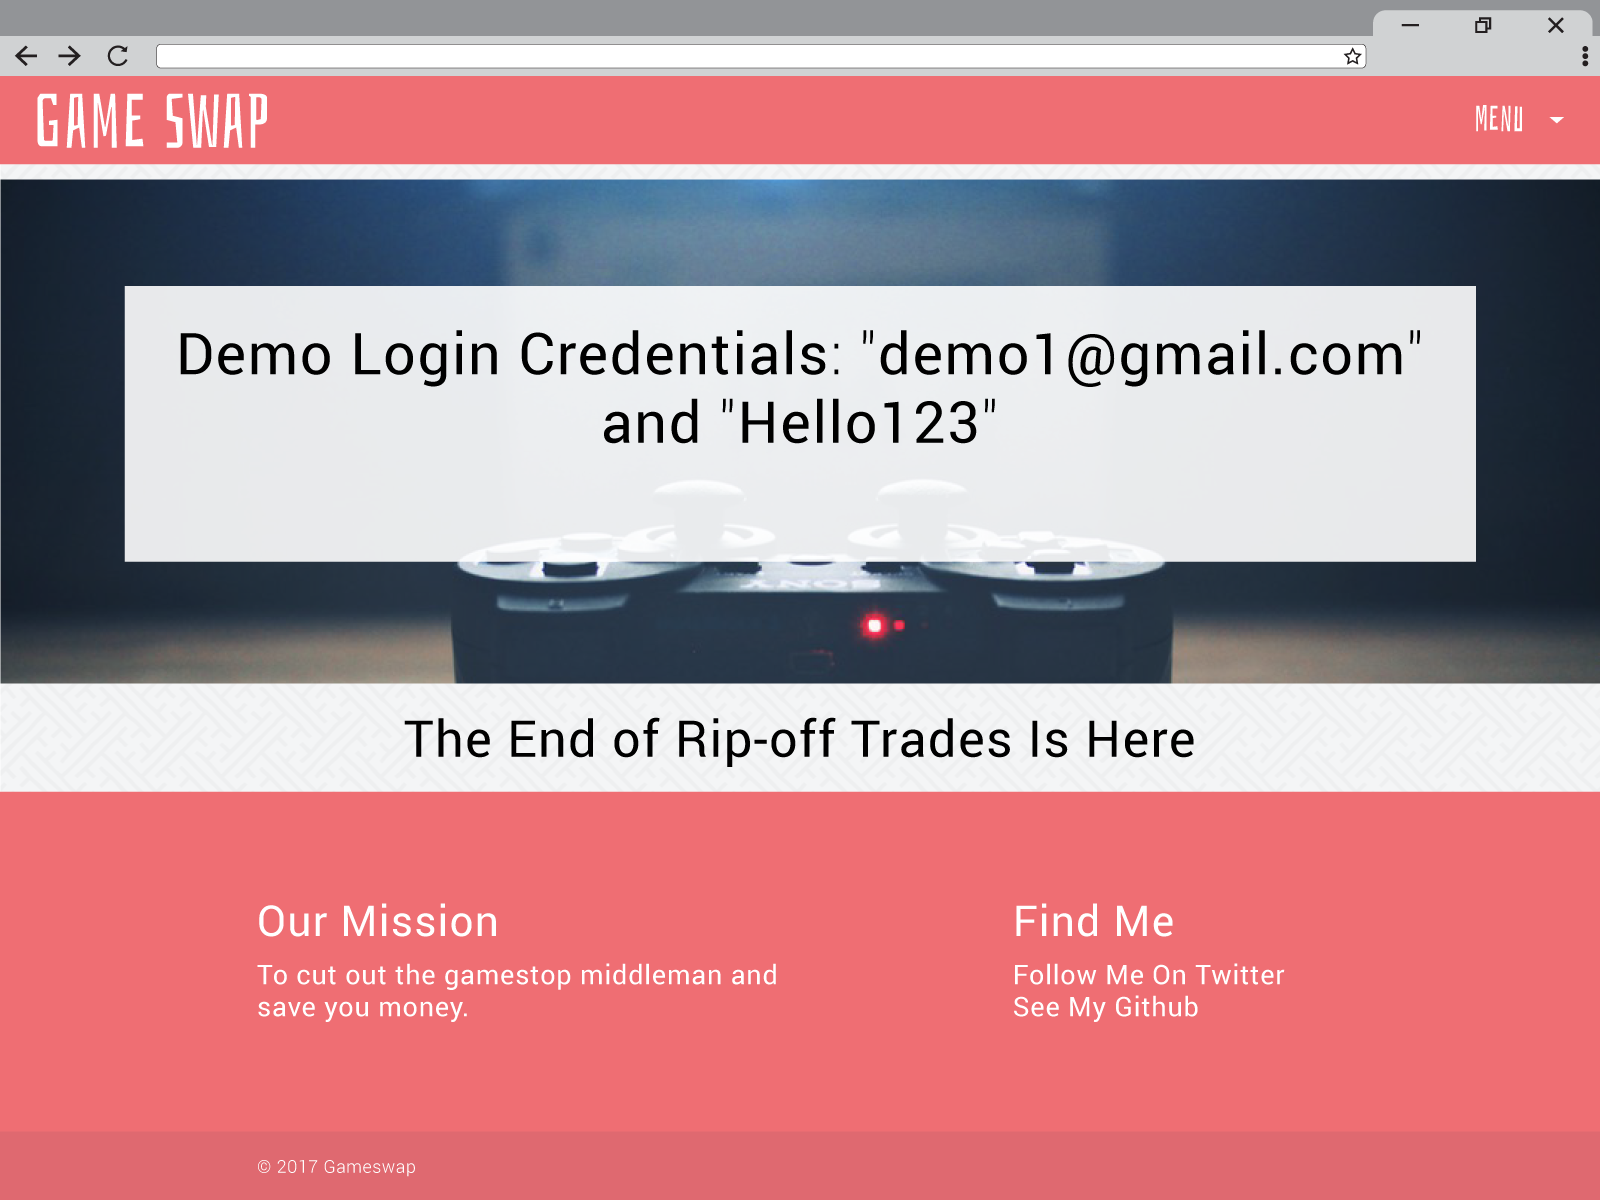 GAME SWAP
MENU
Demo Login Credentials: "demo1@gmail.com"
and "Hello123"
SONY
The End of Rip-off Trades Is Here
Our Mission
To cut out the gamestop middleman and
save you money.
Find Me
Follow Me On Twitter
See My Github
© 2017 Gameswap